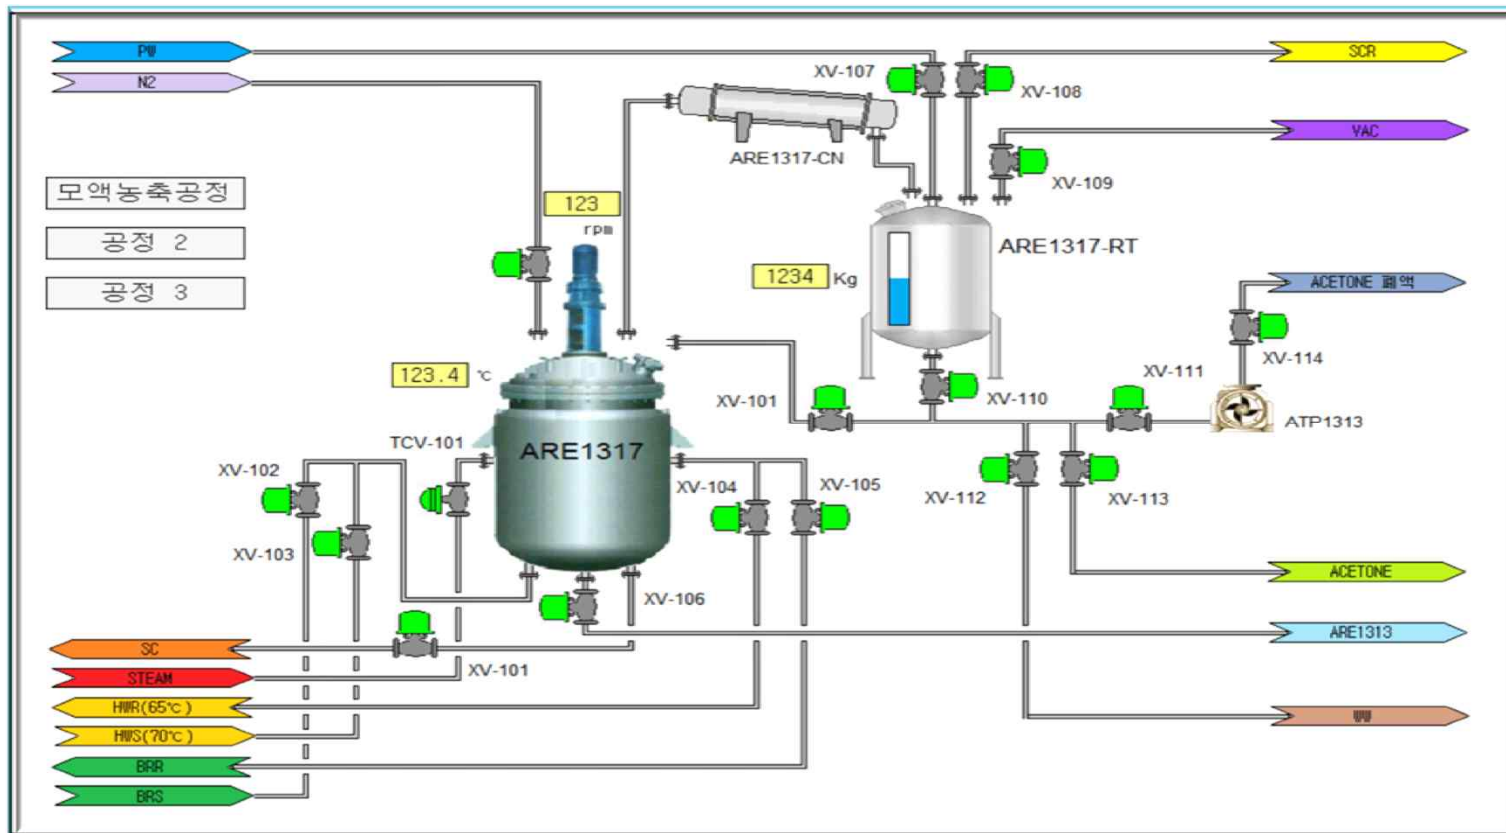 PW
SCR
XV-107
N2
XV-108
VAC
ARE1317-CN
XV-109
모액농축공정
123
rpm
공정 2
ARE1317-RT
1234 Kg
ACETONE 폐액
공정 3
XV-114
123.4 ℃
XV-111
XV-101
XV-110
ATP1313
TCV-101
ARE1317
XV-102
XV-104
XV-105
XV-112
XV-113
XV-103
ACETONE
XV-106
ARE1313
SC
XV-101
STEAM
HWR(65℃)
WW
HWS(70℃)
BRR
BRS